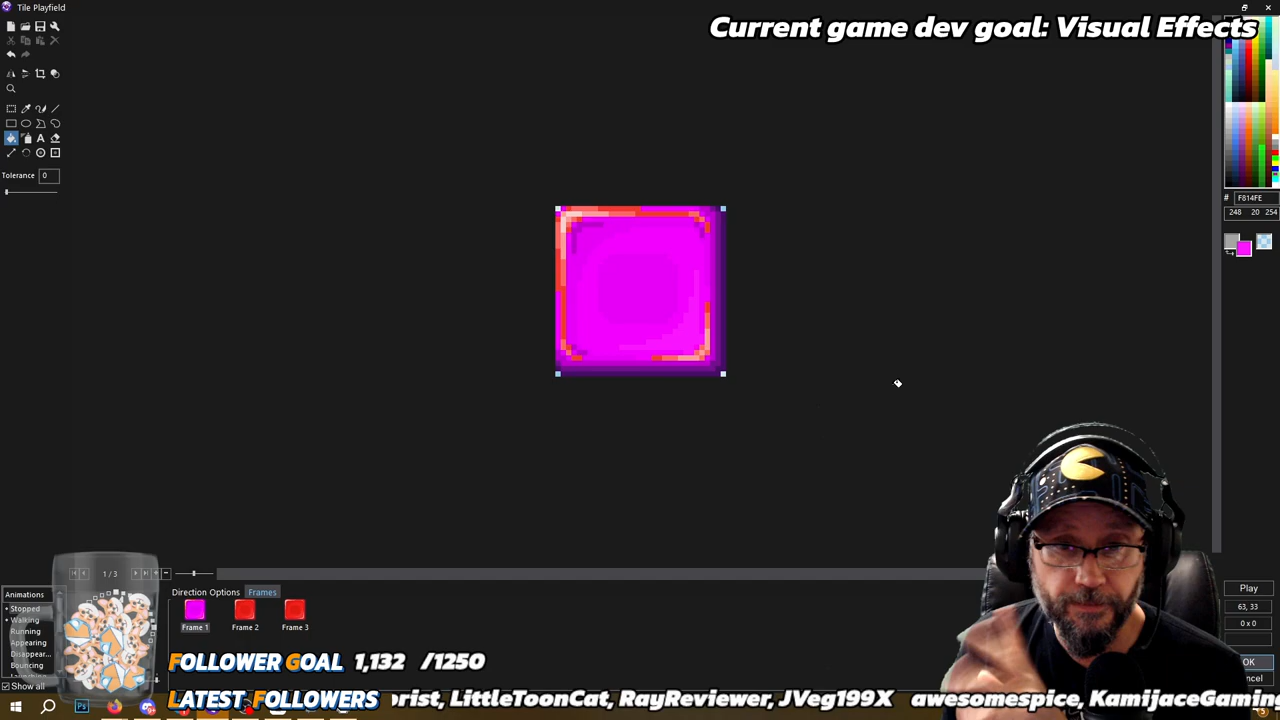 Tile Playfield
Current game dev goal: Visual Effects
Tolerance 0
# F814FE
248 20 254
1 / 3
Animations
Stopped
Walking
Running
Appearing
Disappear...
Bouncing
Show all
Direction Options Frames
Frame 1 Frame 2 Frame 3
Play
63, 33
0 x 0
OK
FOLLOWER GOAL 1,132 /1250
LATEST FOLLOWERS rist, LittleToonCat, RayReviewer, JVeg199X awesomespice, KamijaceGaming
Ps